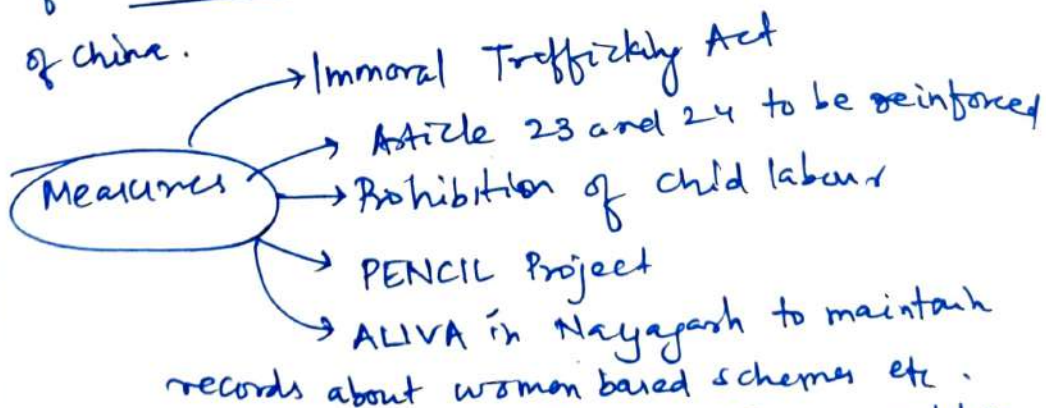 of China.
Immoral Trafficking Act
Article 23 and 24 to be reinforced
Measures
Prohibition of chid labour
PENCIL Project
ALIVA in Nayagarh to maintain
records about women based schemes etc.